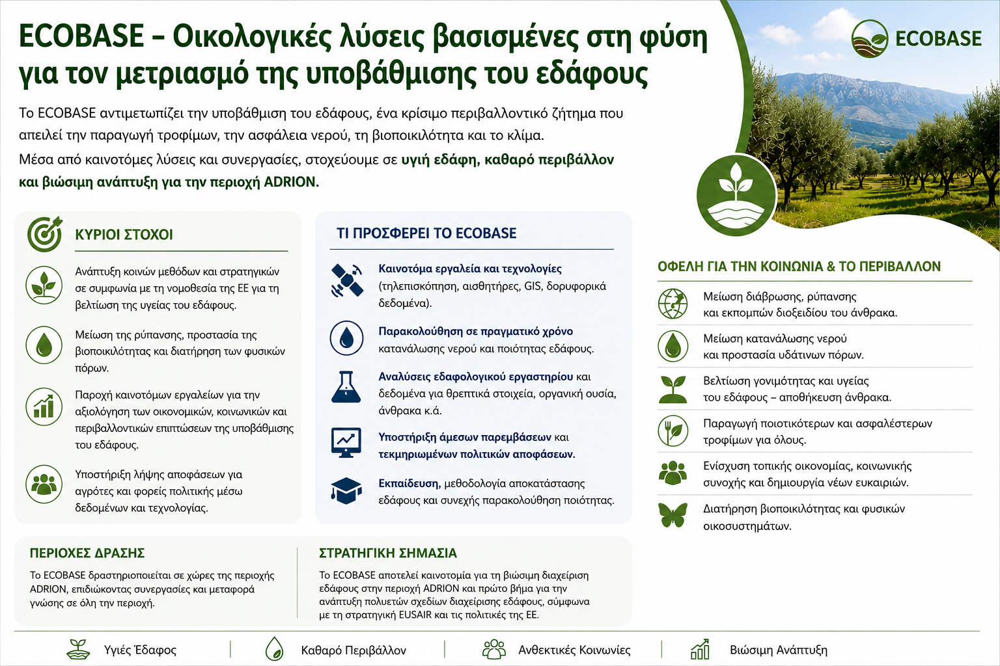 ECOBASE – Οικολογικές λύσεις βασισμένες στη φύση
για τον μετριασμό της υποβάθμισης του εδάφους
ECOBASE
Το ECOBASE αντιμετωπίζει την υποβάθμιση του εδάφους, ένα κρίσιμο περιβαλλοντικό ζήτημα που
απειλεί την παραγωγή τροφίμων, την ασφάλεια νερού, τη βιοποικιλότητα και το κλίμα.
Μέσα από καινοτόμες λύσεις και συνεργασίες, στοχεύουμε σε υγιή εδάφη, καθαρό περιβάλλον
και βιώσιμη ανάπτυξη για την περιοχή ADRION.
ΚΥΡΙΟΙ ΣΤΟΧΟΙ
Ανάπτυξη κοινών μεθόδων και στρατηγικών
σε συμφωνία με τη νομοθεσία της ΕΕ για τη
βελτίωση της υγείας του εδάφους.
Μείωση της ρύπανσης, προστασία της
βιοποικιλότητας και διατήρηση των φυσικών
πόρων.
Παροχή καινοτόμων εργαλείων για την
αξιολόγηση των οικονομικών, κοινωνικών και
περιβαλλοντικών επιπτώσεων της υποβάθμισης
του εδάφους.
Υποστήριξη λήψης αποφάσεων για
αγρότες και φορείς πολιτικής μέσω
δεδομένων και τεχνολογίας.
ΤΙ ΠΡΟΣΦΕΡΕΙ ΤΟ ECOBASE
Καινοτόμα εργαλεία και τεχνολογίες
(τηλεπισκόπηση, αισθητήρες, GIS, δορυφορικά
δεδομένα).
Παρακολούθηση σε πραγματικό χρόνο
κατανάλωσης νερού και ποιότητας εδάφους.
Αναλύσεις εδαφολογικού εργαστηρίου και
δεδομένα για θρεπτικά στοιχεία, οργανική ουσία,
άνθρακα κ.ά.
Υποστήριξη άμεσων παρεμβάσεων και
τεκμηριωμένων πολιτικών αποφάσεων.
Εκπαίδευση, μεθοδολογία αποκατάστασης
εδάφους και συνεχής παρακολούθηση ποιότητας.
ΟΦΕΛΗ ΓΙΑ ΤΗΝ ΚΟΙΝΩΝΙΑ & ΤΟ ΠΕΡΙΒΑΛΛΟΝ
Μείωση διάβρωσης, ρύπανσης
και εκπομπών διοξειδίου του άνθρακα.
Μείωση κατανάλωσης νερού
και προστασία υδάτινων πόρων.
Βελτίωση γονιμότητας και υγείας
του εδάφους – αποθήκευση άνθρακα.
Παραγωγή ποιοτικότερων και ασφαλέστερων
τροφίμων για όλους.
Ενίσχυση τοπικής οικονομίας, κοινωνικής
συνοχής και δημιουργία νέων ευκαιριών.
Διατήρηση βιοποικιλότητας και φυσικών
οικοσυστημάτων.
ΠΕΡΙΟΧΕΣ ΔΡΑΣΗΣ
Το ECOBASE δραστηριοποιείται σε χώρες της περιοχής
ADRION, επιδιώκοντας συνεργασίες και μεταφορά
γνώσης σε όλη την περιοχή.
ΣΤΡΑΤΗΓΙΚΗ ΣΗΜΑΣΙΑ
Το ECOBASE αποτελεί καινοτομία για τη βιώσιμη διαχείριση
εδάφους στην περιοχή ADRION και πρώτο βήμα για την
ανάπτυξη πολυετών σχεδίων διαχείρισης εδάφους, σύμφωνα
με τη στρατηγική EUSAIR και τις πολιτικές της ΕΕ.
Υγιές Έδαφος
Καθαρό Περιβάλλον
Ανθεκτικές Κοινωνίες
Βιώσιμη Ανάπτυξη